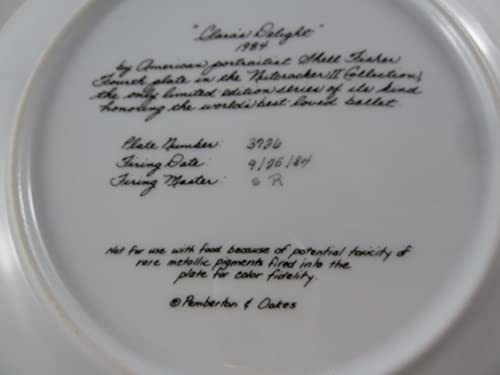 "Clara's Delight"
1984
by American portraitist Shell Fisher
Fourth plate in the Nutcracker II Collection,
the only limited edition series of its kind
honoring the world's best loved ballet.
Plate Number: 3726
Firing Date: 9/25/84
Firing Master: S R
Not for use with food because of potential toxicity of
rare metallic pigments fired into the
plate for color fidelity.
© Pemberton & Oakes